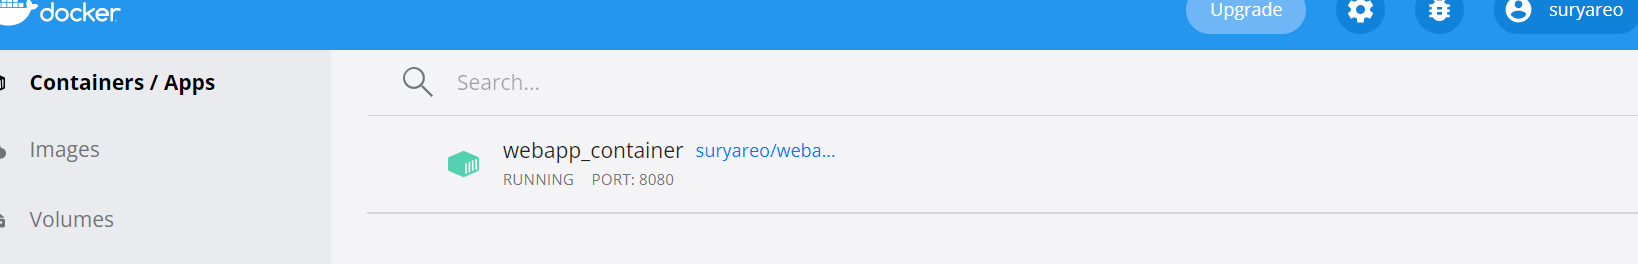 docker
Upgrade
suryareo
Containers / Apps
Images
Volumes
Search...
webapp_container suryareo/weba...
RUNNING PORT: 8080